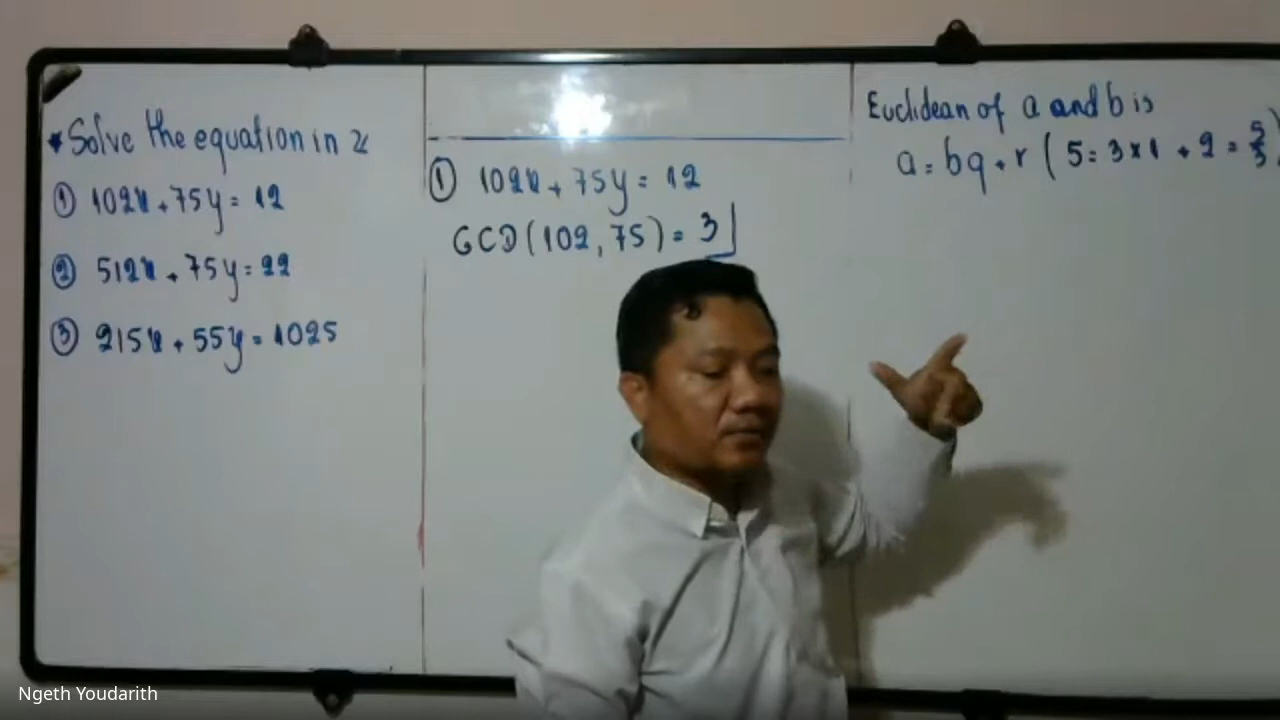 * Solve the equation in Z
① 102x + 75y = 12
② 512x + 75y = 22
③ 215x + 55y = 1025
① 102x + 75y = 12
GCD(102, 75) = 3
Euclidean of a and b is
a = bq + r ( 5 = 3 x 1 + 2 = 5/3 )
Ngeth Youdarith